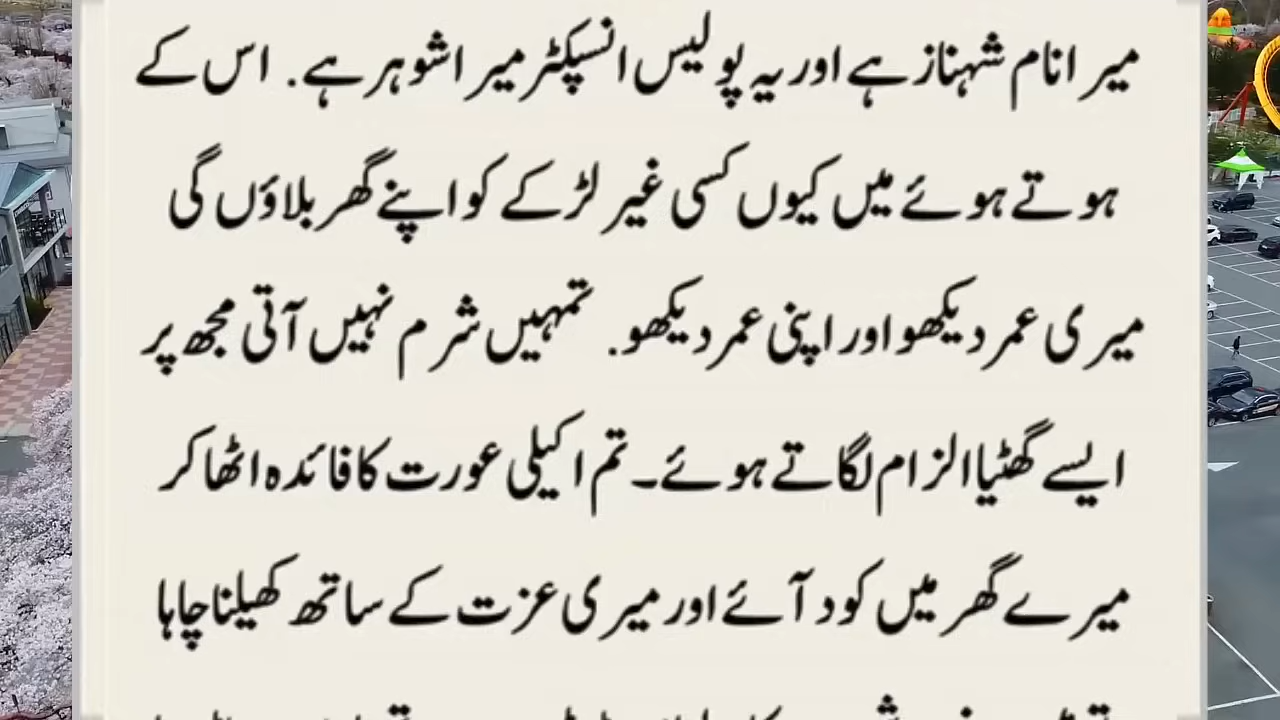 میرا نام شہناز ہے اور یہ پولیس انسپکٹر میرا شوہر ہے. اس کے
ہوتے ہوئے میں کیوں کسی غیر لڑکے کو اپنے گھر بلاؤں گی
میری عمر دیکھو اور اپنی عمر دیکھو. تمہیں شرم نہیں آتی مجھ پر
ایسے گھٹیا الزام لگاتے ہوئے۔ تم اکیلی عورت کا فائدہ اٹھا کر
میرے گھر میں کود آئے اور میری عزت کے ساتھ کھیلنا چاہا